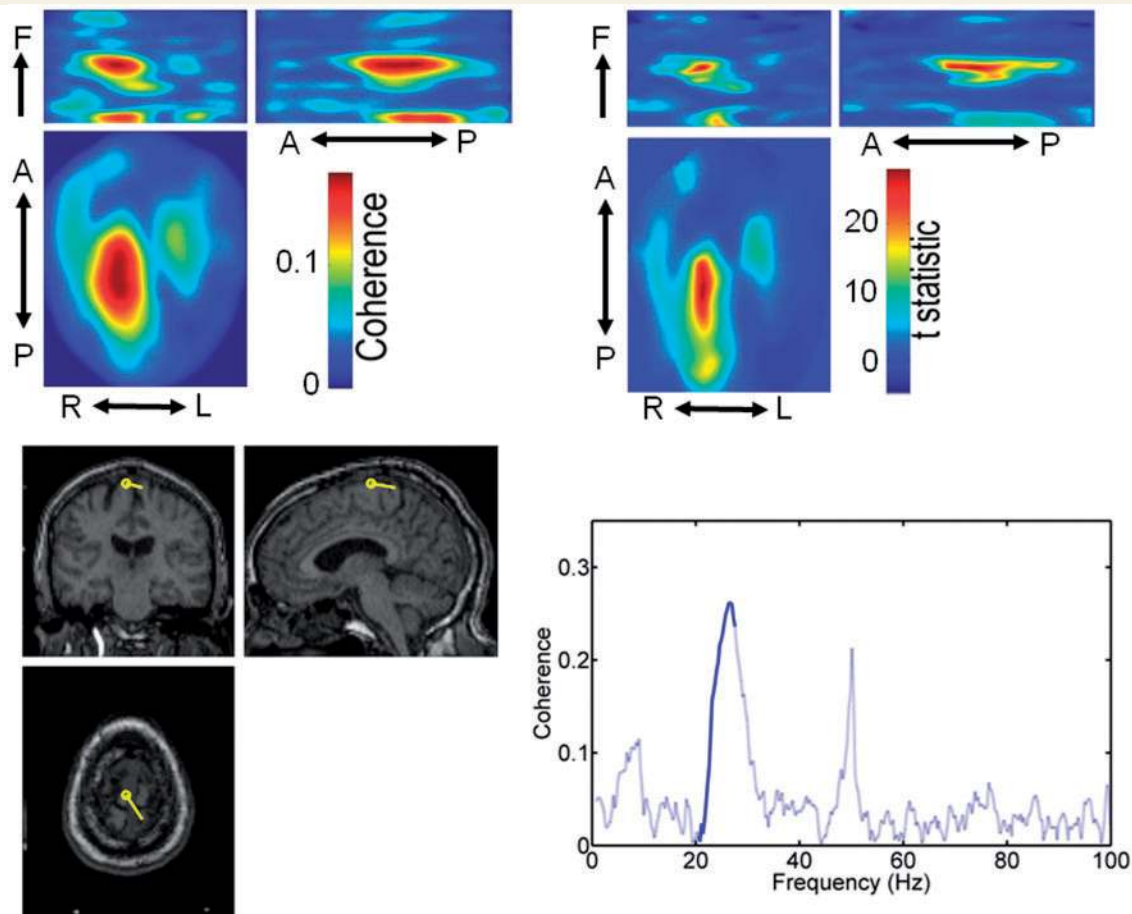 F
A P
A
P
R L
0.1
0
Coherence
F
A P
A
P
R L
20
10
0
t statistic
0.3
0.2
0.1
0
Coherence
0 20 40 60 80 100
Frequency (Hz)